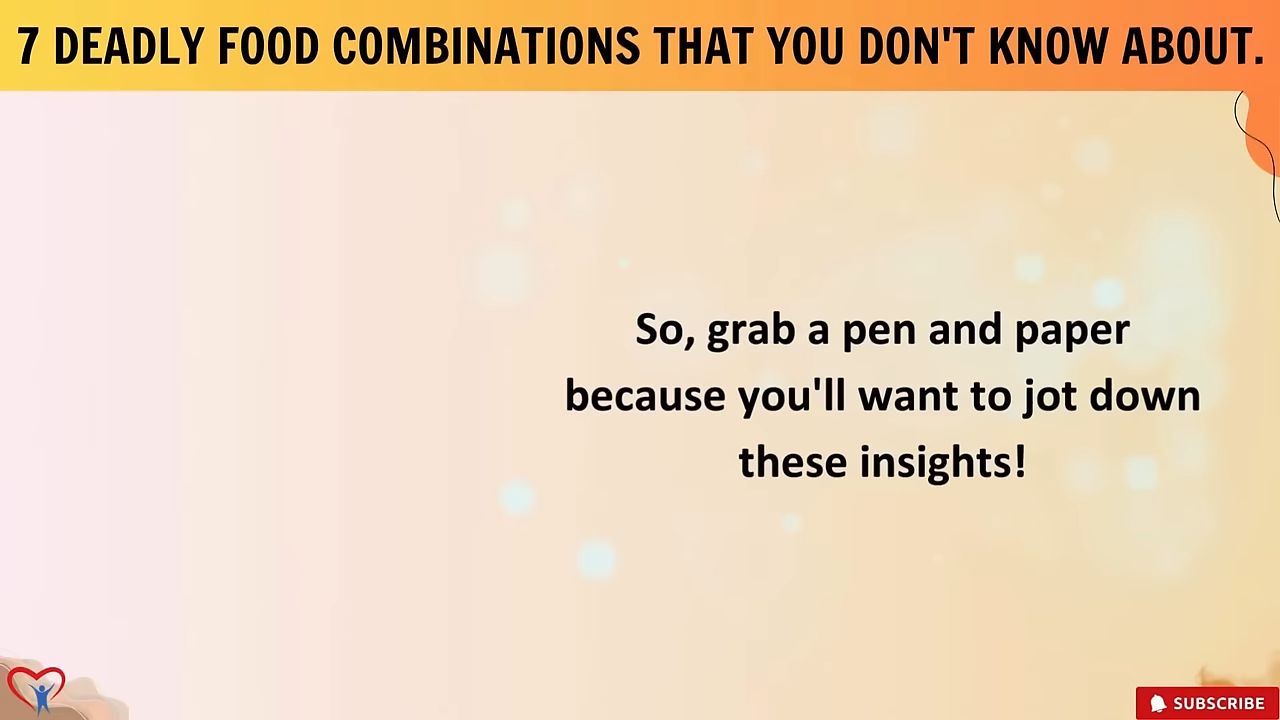 7 DEADLY FOOD COMBINATIONS THAT YOU DON'T KNOW ABOUT.
So, grab a pen and paper
because you'll want to jot down
these insights!
SUBSCRIBE